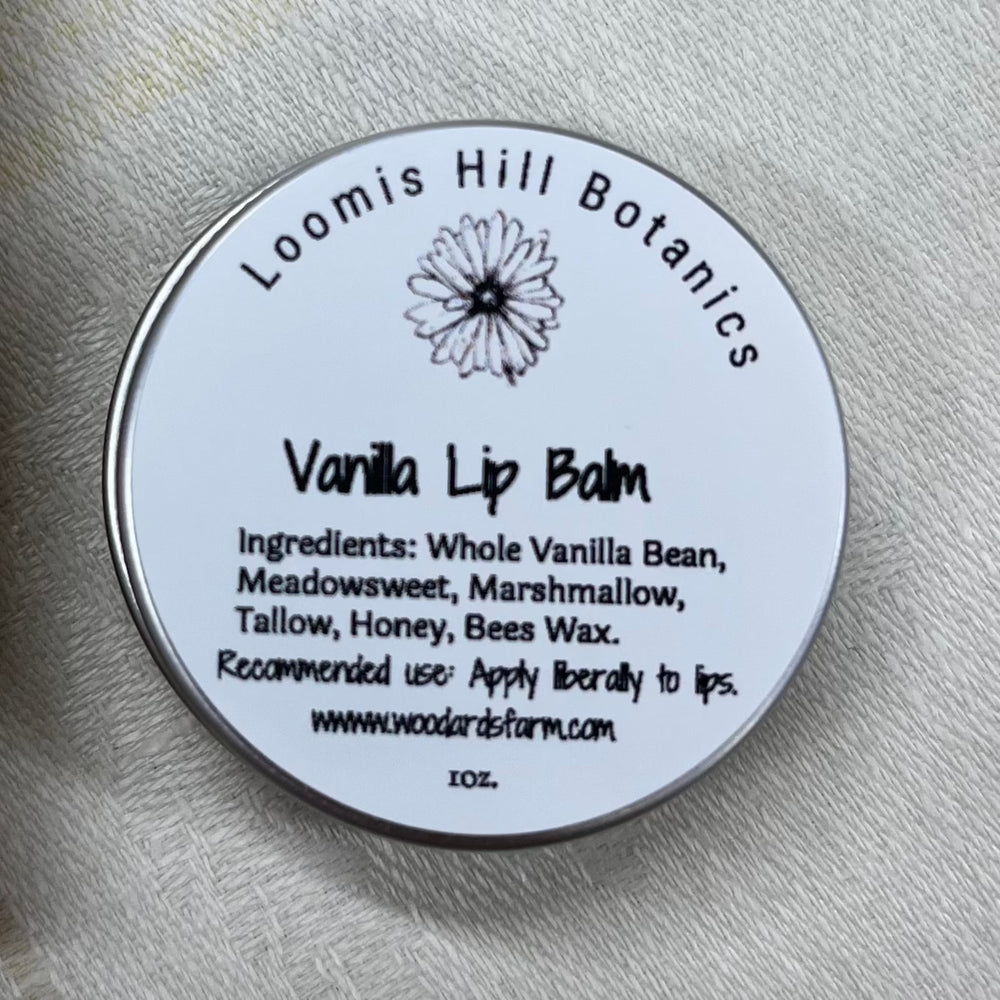 Loomis Hill Botanics
Vanilla Lip Balm
Ingredients: Whole Vanilla Bean,
Meadowsweet, Marshmallow,
Tallow, Honey, Bees Wax.
Recommended use: Apply liberally to lips.
www.woodardsfarm.com
1oz.